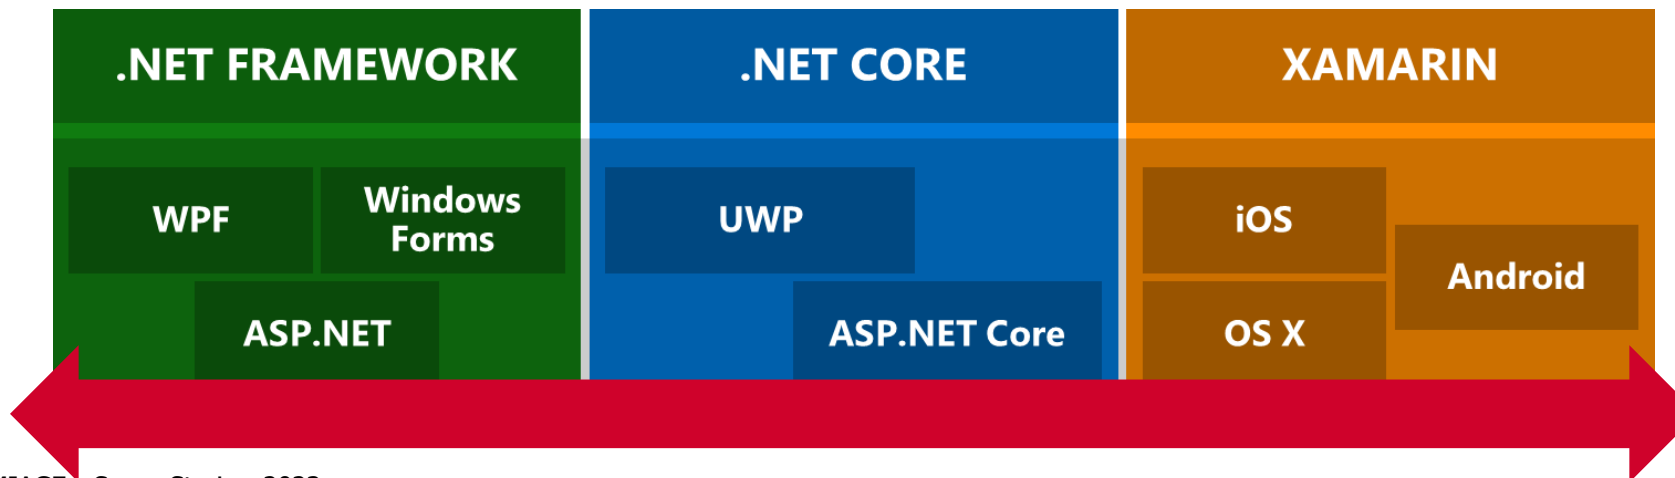 .NET FRAMEWORK
WPF
Windows
Forms
ASP.NET
.NET CORE
UWP
ASP.NET Core
XAMARIN
iOS
Android
OS X